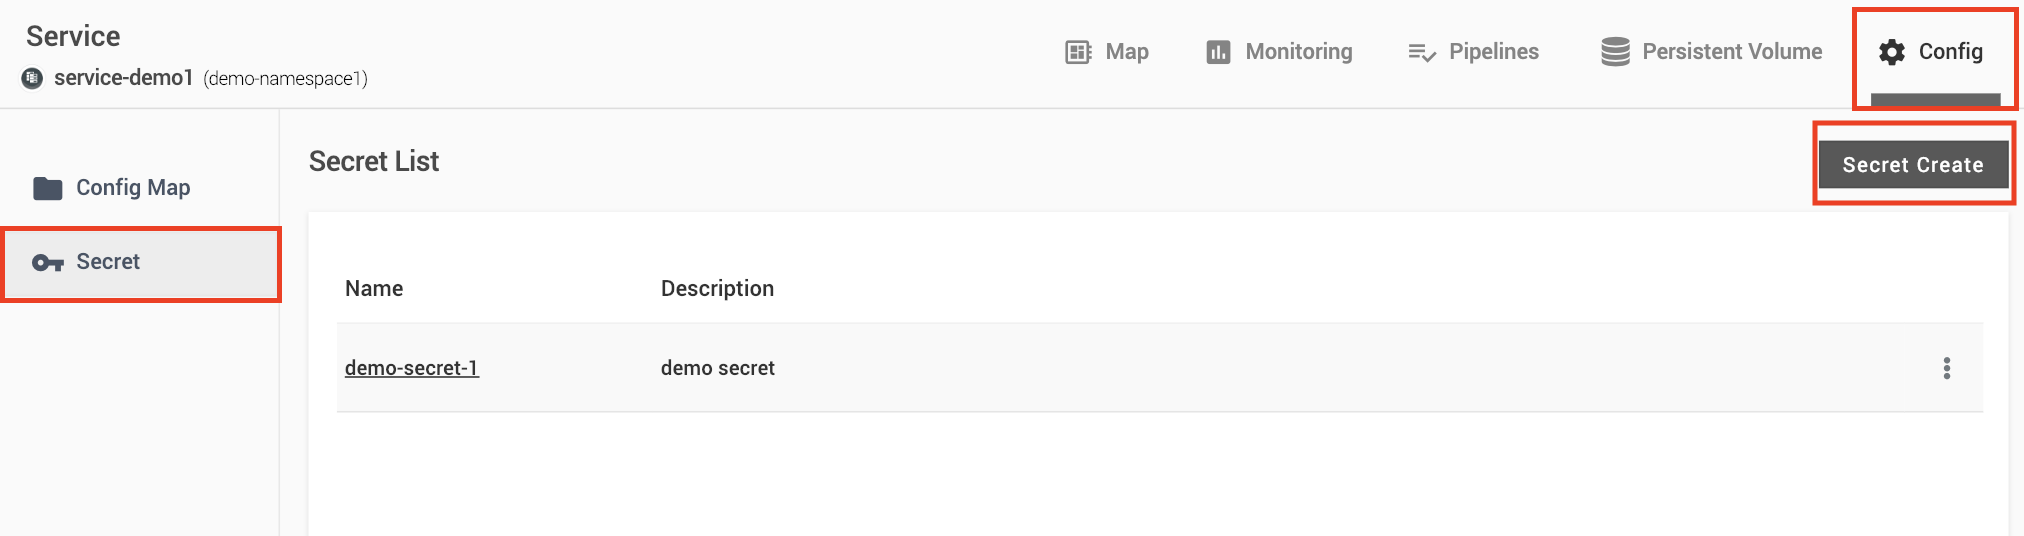 Service
service-demo1 (demo-namespace1)
Map Monitoring Pipelines Persistent Volume Config
Config Map
Secret
Secret List
Secret Create
Name Description
demo-secret-1 demo secret